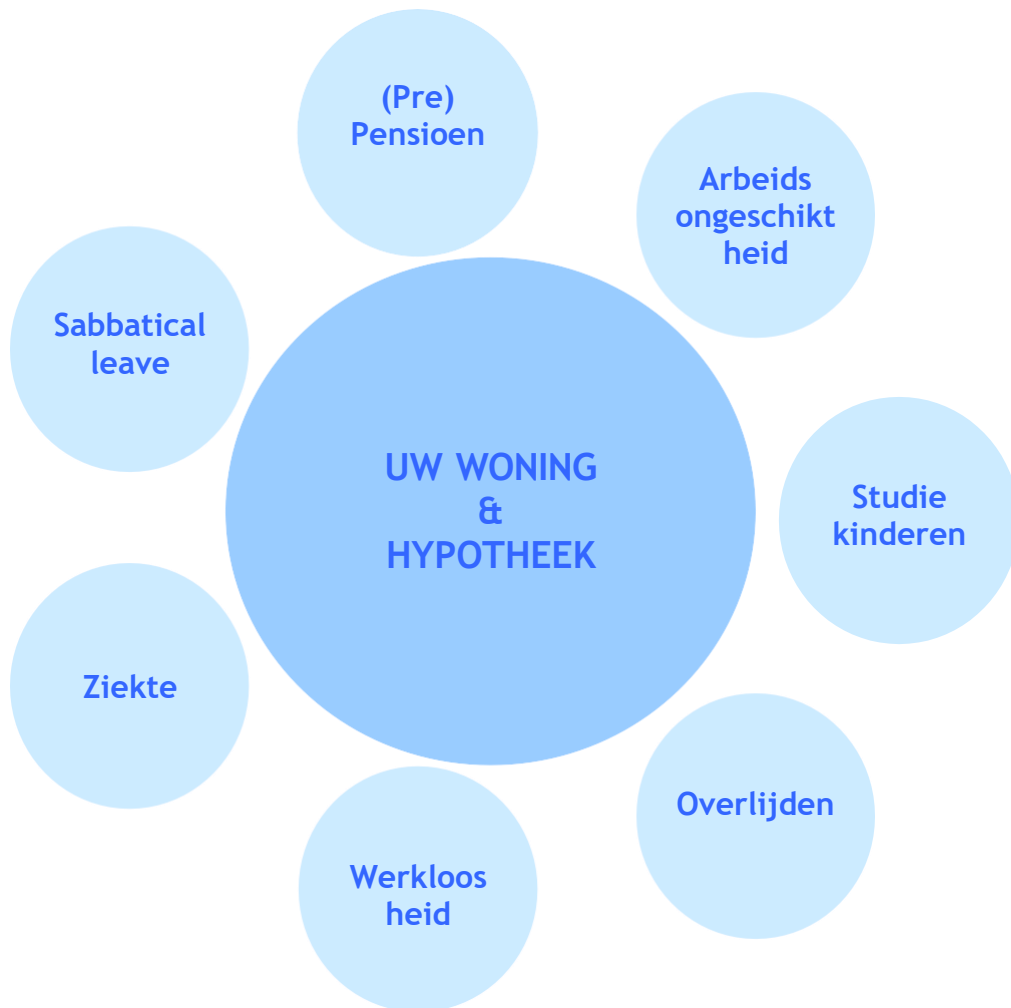 (Pre)
Pensioen
Arbeids
ongeschikt
heid
Sabbatical
leave
UW WONING
&
HYPOTHEEK
Studie
kinderen
Ziekte
Overlijden
Werkloos
heid